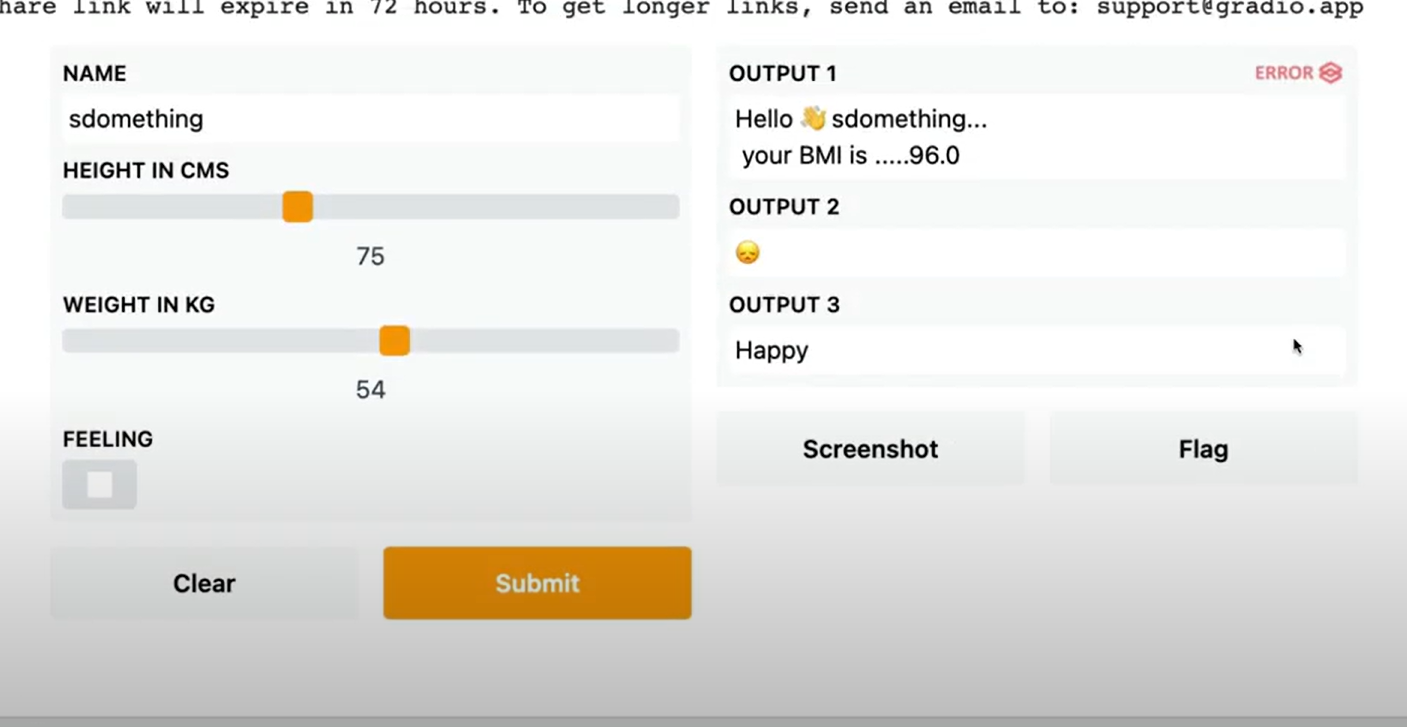 hare link will expire in 72 hours. To get longer links, send an email to: support@gradio.app
NAME
sdomething
HEIGHT IN CMS
75
WEIGHT IN KG
54
FEELING
Clear
Submit
OUTPUT 1
ERROR
Hello 👋 sdomething...
your BMI is .....96.0
OUTPUT 2
😞
OUTPUT 3
Happy
Screenshot
Flag